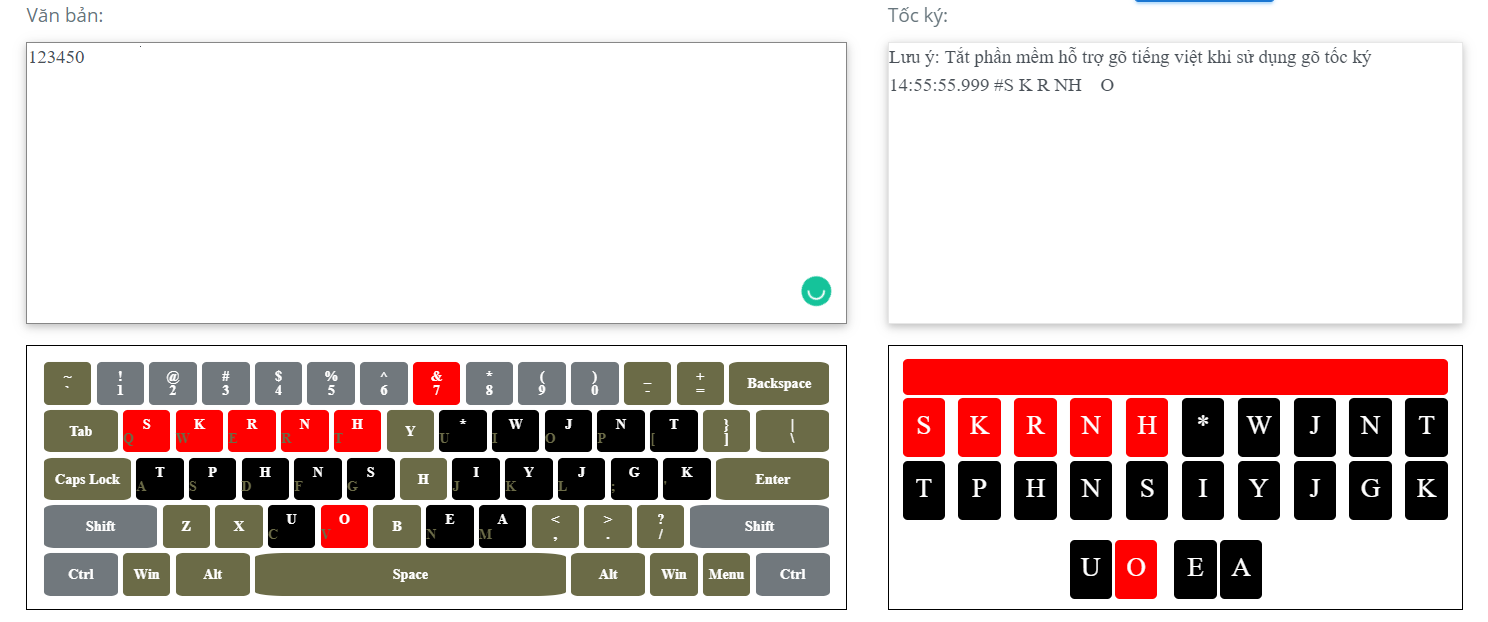 Văn bản:
123450
Tốc ký:
Lưu ý: Tắt phần mềm hỗ trợ gõ tiếng việt khi sử dụng gõ tốc ký
14:55:55.999 #S K R NH O
~ ! @ # $ % ^ & * ( ) _ + Backspace
` 1 2 3 4 5 6 7 8 9 0 - =
Tab S K R N H Y * W J N T } |
Q W E R T U I O P [ ] \
Caps Lock T P H N S H I Y J G K Enter
A S D F G J K L ; '
Shift Z X U O B E A < > ? Shift
C V N M , . /
Ctrl Win Alt Space Alt Win Menu Ctrl
S K R N H * W J N T
T P H N S I Y J G K
U O E A